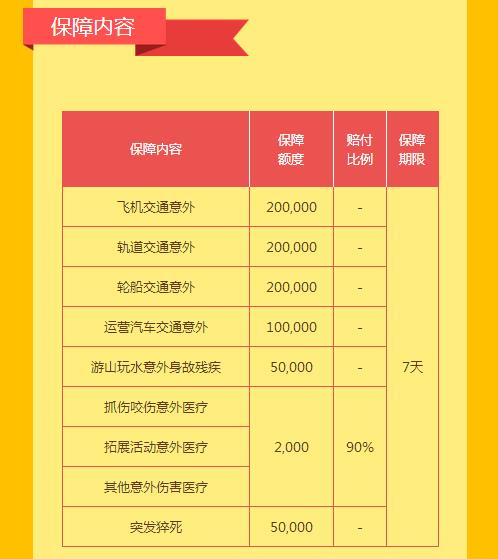 保障内容
保障内容 保障额度 赔付比例 保障期限
飞机交通意外 200,000 - 7天
轨道交通意外 200,000 -
轮船交通意外 200,000 -
运营汽车交通意外 100,000 -
游山玩水意外身故残疾 50,000 -
抓伤咬伤意外医疗 2,000 90%
拓展活动意外医疗
其他意外伤害医疗
突发猝死 50,000 -